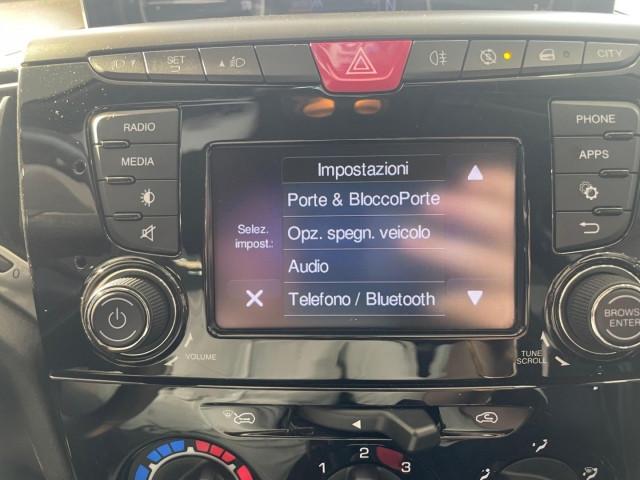 SET
CITY
RADIO
MEDIA
PHONE
APPS
Impostazioni
Porte & BloccoPorte
Selez.
impost.:
Opz. spegn. veicolo
Audio
Telefono / Bluetooth
VOLUME
BROWSE
ENTER
TUNE
SCROLL
0
1 2 3